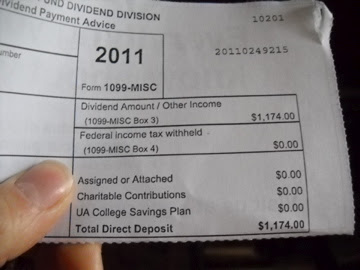 FUND DIVIDEND DIVISION
Dividend Payment Advice
10201
20110249215
2011
Form 1099-MISC
Dividend Amount / Other Income
(1099-MISC Box 3) $1,174.00
Federal income tax withheld
(1099-MISC Box 4) $0.00
Assigned or Attached $0.00
Charitable Contributions $0.00
UA College Savings Plan $0.00
Total Direct Deposit $1,174.00